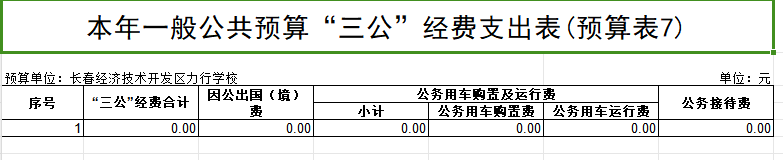 本年一般公共预算“三公”经费支出表(预算表7)
预算单位：长春经济技术开发区力行学校 单位：元
序号 “三公”经费合计 因公出国（境）费 公务用车购置及运行费 公务接待费
小计 公务用车购置费 公务用车运行费
1 0.00 0.00 0.00 0.00 0.00 0.00